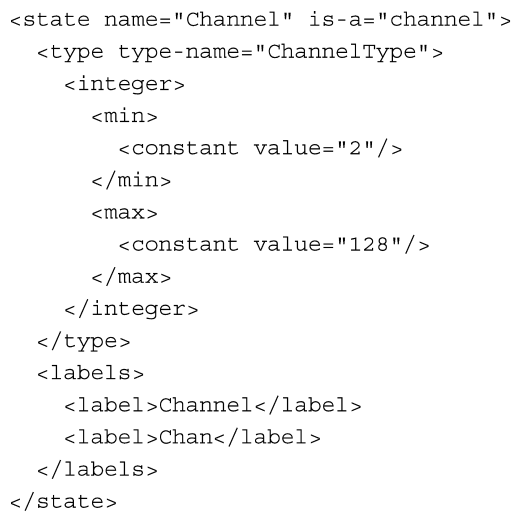 <state name="Channel" is-a="channel">
  <type type-name="ChannelType">
    <integer>
      <min>
        <constant value="2"/>
      </min>
      <max>
        <constant value="128"/>
      </max>
    </integer>
  </type>
  <labels>
    <label>Channel</label>
    <label>Chan</label>
  </labels>
</state>